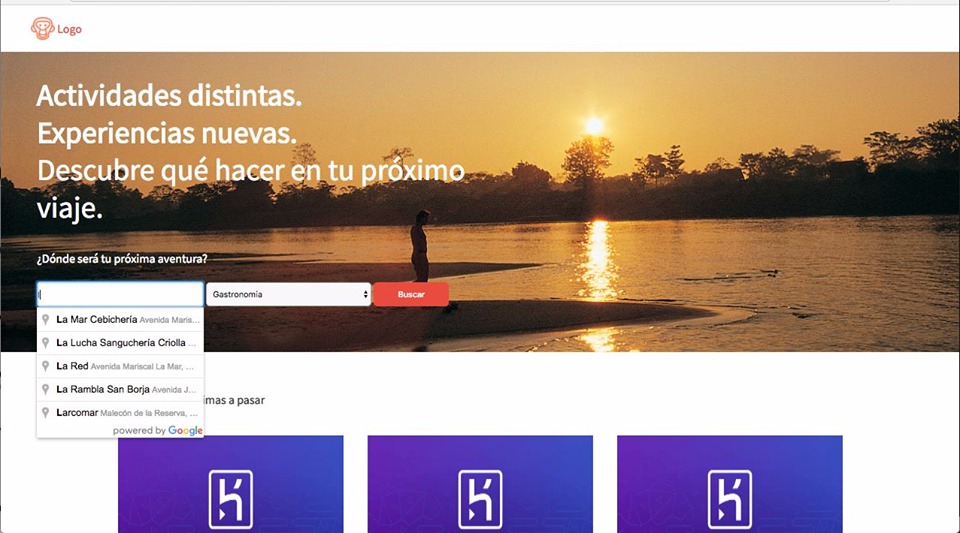 Logo
Actividades distintas.
Experiencias nuevas.
Descubre qué hacer en tu próximo
viaje.
¿Dónde será tu próxima aventura?
l
Gastronomía
Buscar
La Mar Cebichería Avenida Maris...
La Lucha Sanguchería Criolla ...
La Red Avenida Mariscal La Mar, ...
La Rambla San Borja Avenida J...
Larcomar Malecón de la Reserva, ...
powered by Google
imas a pasar